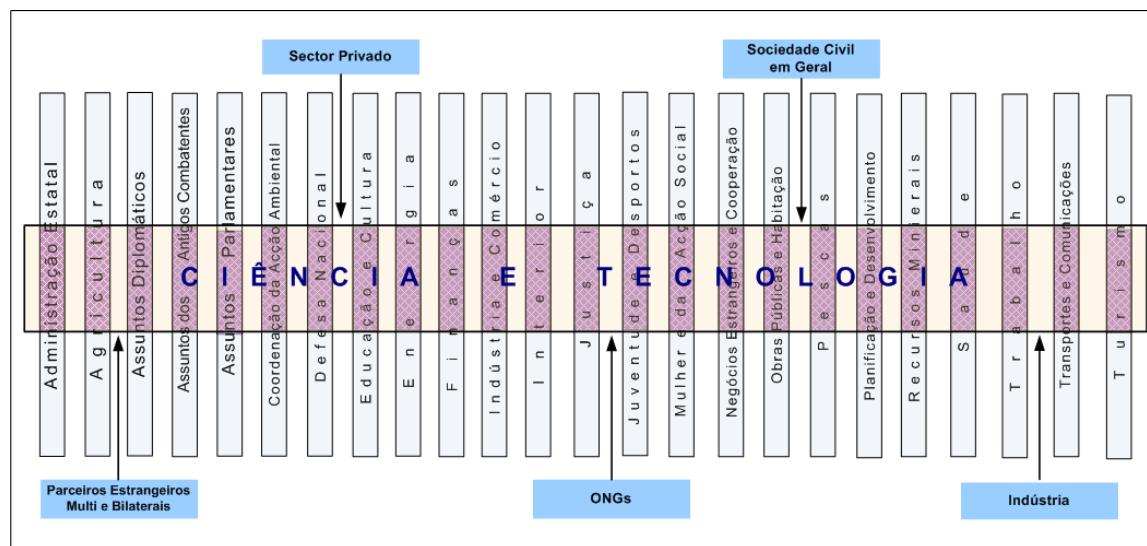 Sector Privado
Sociedade Civil
em Geral
Administração Estatal
Agricultura
Assuntos Diplomáticos
Assuntos dos Antigos Combatentes
Assuntos Parlamentares
Coordenação da Acção Ambiental
Defesa Nacional
Educação e Cultura
Energia
Finanças
Indústria e Comércio
Interior
Justiça
Juventude e Desportos
Mulher e da Acção Social
Negócios Estrangeiros e Cooperação
Obras Públicas e Habitação
Pescas
Planificação e Desenvolvimento
Recursos Minierais
Saúde
Trabalho
Transportes e Comunicações
Turismo
CIÊNCIA E TECNOLOGIA
Parceiros Estrangeiros
Multi e Bilaterais
ONGs
Indústria